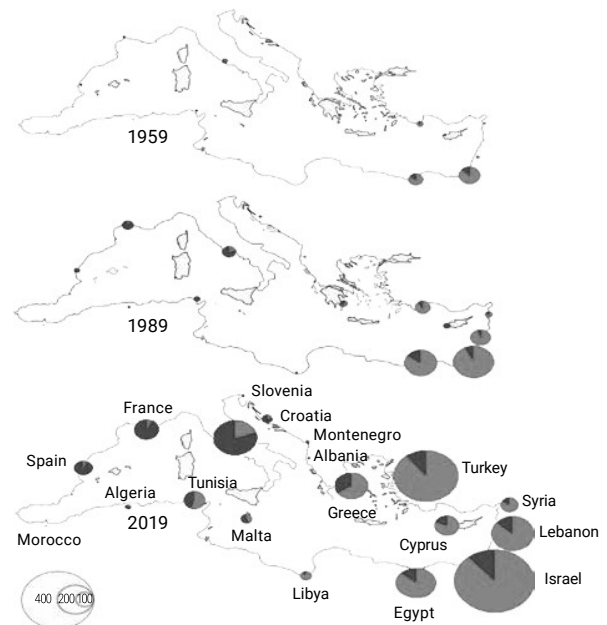 1959
1989
Slovenia
France
Croatia
Montenegro
Albania
Spain
Turkey
Algeria
Tunisia
Syria
Greece
Morocco
2019
Malta
Cyprus
Lebanon
Libya
Israel
Egypt
400 200 100